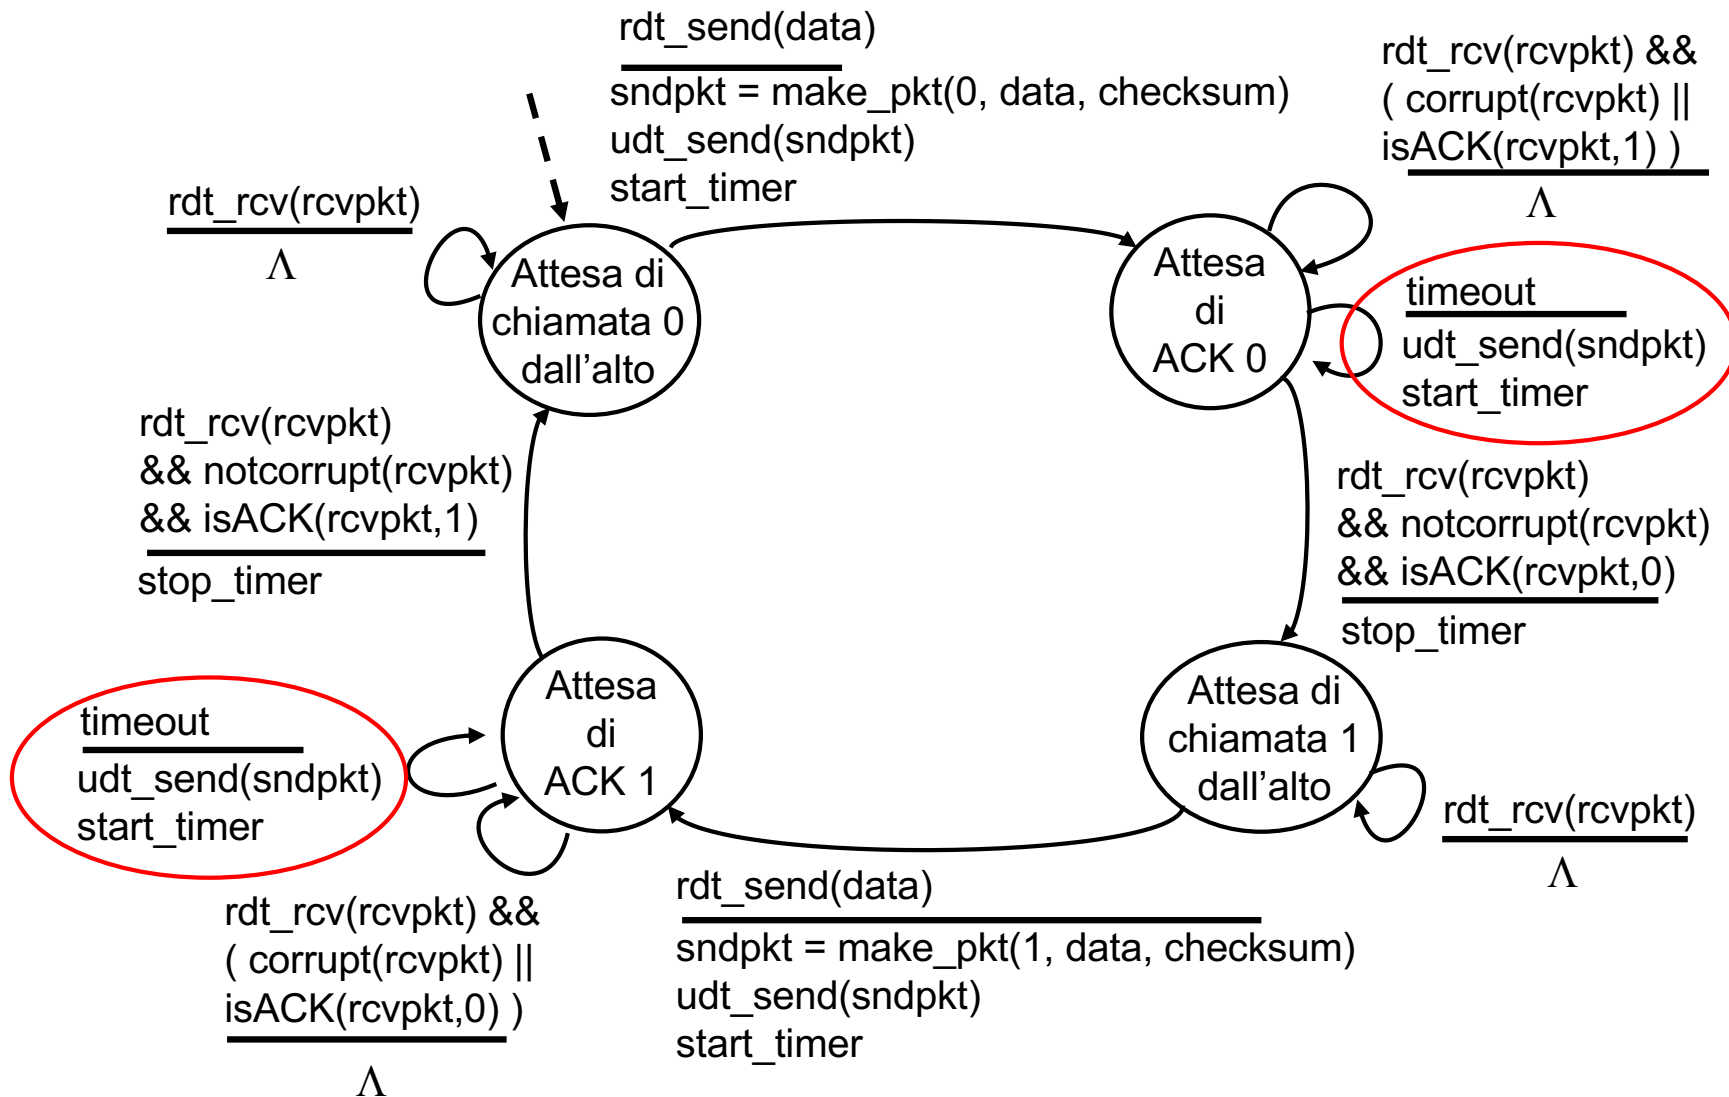 rdt_send(data)
sndpkt = make_pkt(0, data, checksum)
udt_send(sndpkt)
start_timer
rdt_rcv(rcvpkt) &&
( corrupt(rcvpkt) ||
isACK(rcvpkt,1) )
Λ
rdt_rcv(rcvpkt)
Λ
Attesa di
chiamata 0
dall’alto
Attesa
di
ACK 0
timeout
udt_send(sndpkt)
start_timer
rdt_rcv(rcvpkt)
&& notcorrupt(rcvpkt)
&& isACK(rcvpkt,1)
stop_timer
rdt_rcv(rcvpkt)
&& notcorrupt(rcvpkt)
&& isACK(rcvpkt,0)
stop_timer
timeout
udt_send(sndpkt)
start_timer
Attesa
di
ACK 1
Attesa di
chiamata 1
dall’alto
rdt_rcv(rcvpkt)
Λ
rdt_rcv(rcvpkt) &&
( corrupt(rcvpkt) ||
isACK(rcvpkt,0) )
Λ
rdt_send(data)
sndpkt = make_pkt(1, data, checksum)
udt_send(sndpkt)
start_timer